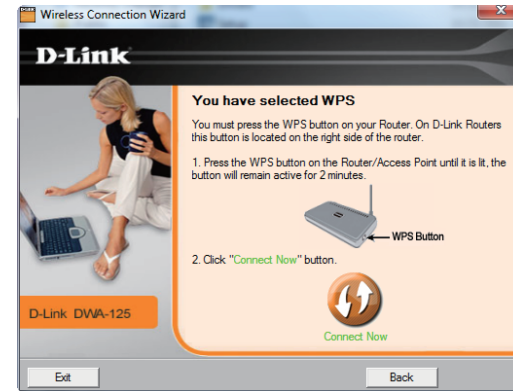 Wireless Connection Wizard
D-Link
You have selected WPS
You must press the WPS button on your Router. On D-Link Routers
this button is located on the right side of the router.
1. Press the WPS button on the Router/Access Point until it is lit, the
button will remain active for 2 minutes.
WPS Button
2. Click "Connect Now" button.
D-Link DWA-125
Connect Now
Exit
Back